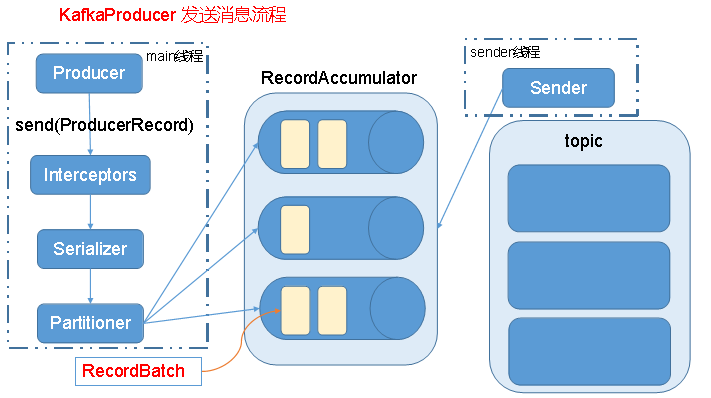 KafkaProducer 发送消息流程
main线程
Producer
send(ProducerRecord)
Interceptors
Serializer
Partitioner
RecordBatch
RecordAccumulator
sender线程
Sender
topic